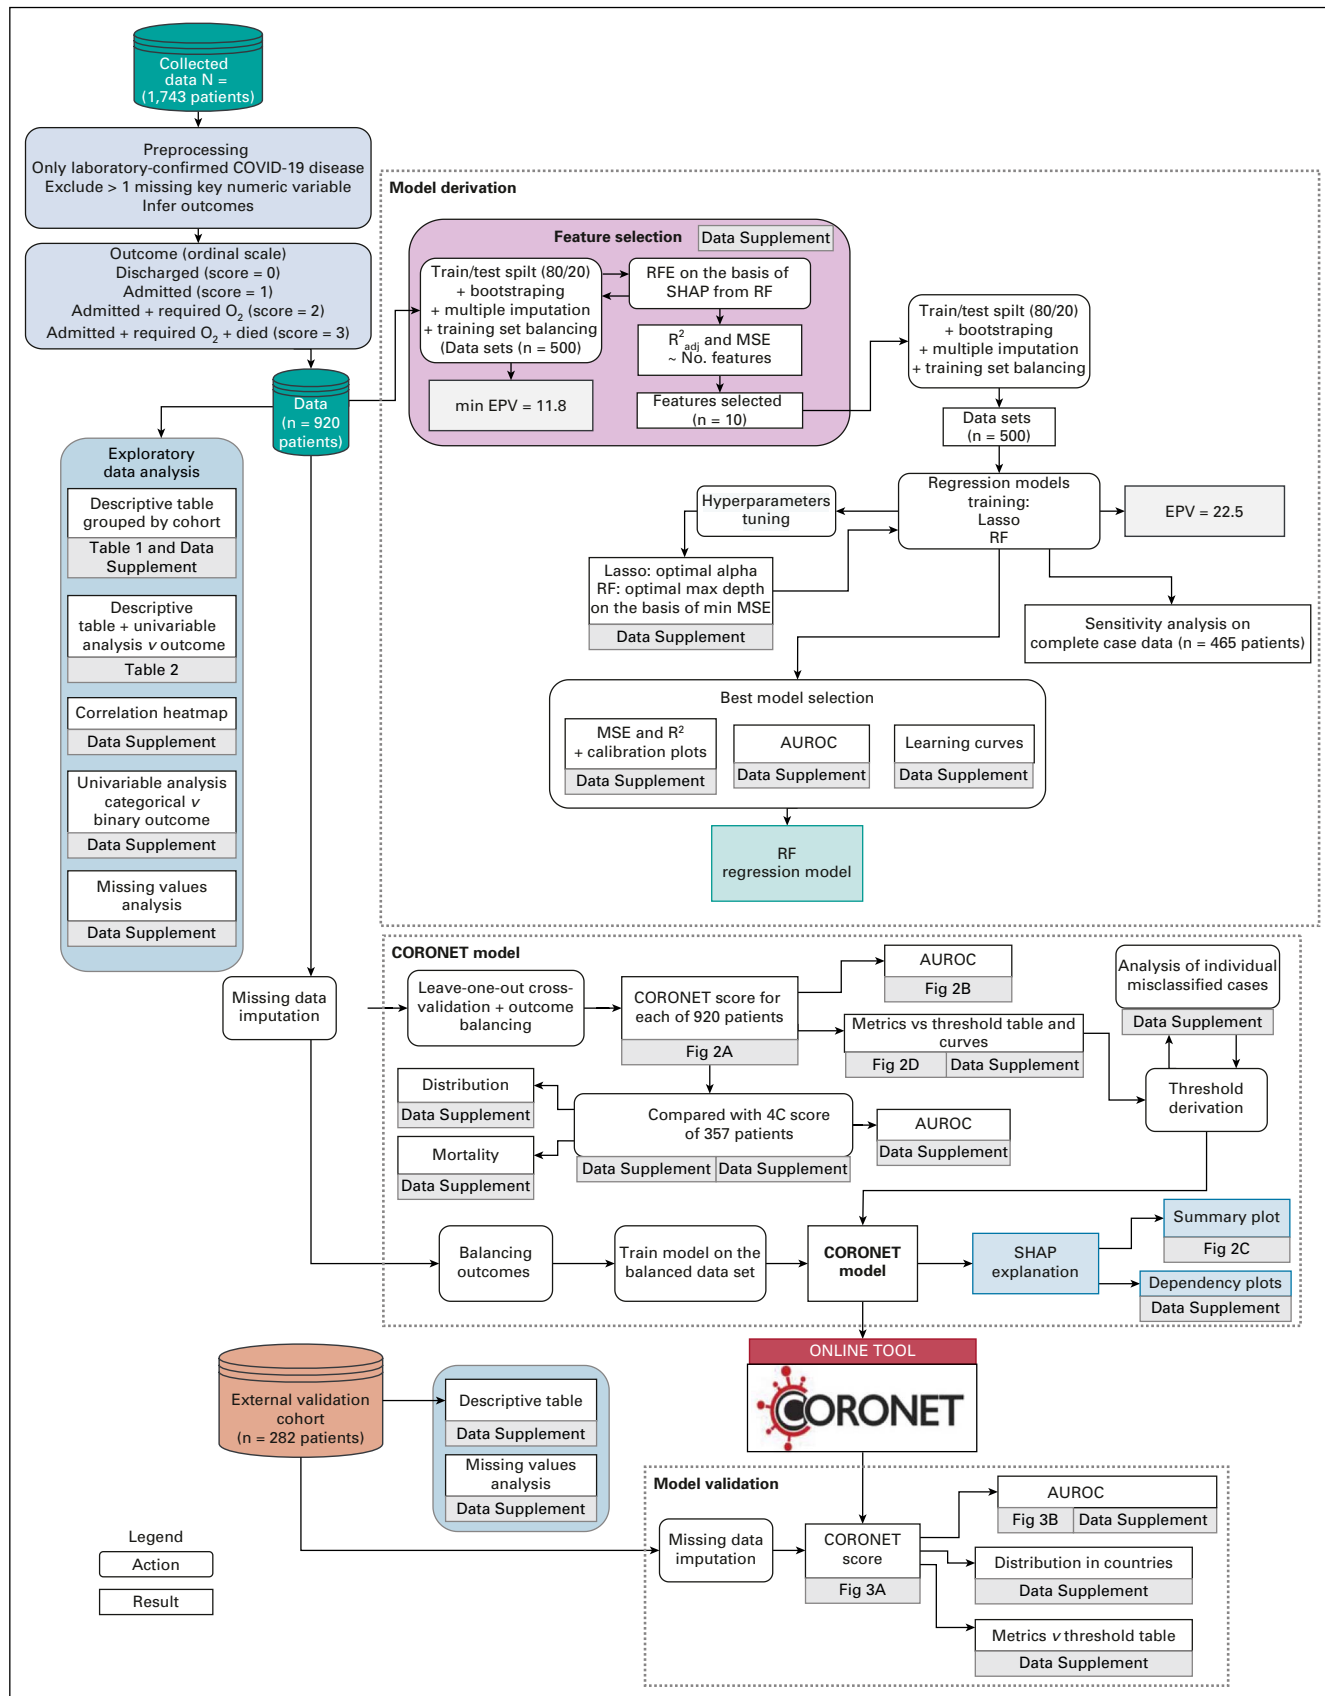 Collected
data N =
(1,743 patients)
Preprocessing
Only laboratory-confirmed COVID-19 disease
Exclude > 1 missing key numeric variable
Infer outcomes
Outcome (ordinal scale)
Discharged (score = 0)
Admitted (score = 1)
Admitted + required O₂ (score = 2)
Admitted + required O₂ + died (score = 3)
Data
(n = 920
patients)
Exploratory
data analysis
Descriptive table
grouped by cohort
Table 1 and Data
Supplement
Descriptive
table + univariable
analysis v outcome
Table 2
Correlation heatmap
Data Supplement
Univariable analysis
categorical v
binary outcome
Data Supplement
Missing values
analysis
Data Supplement
Model derivation
Feature selection
Data Supplement
Train/test spilt (80/20)
+ bootstraping
+ multiple imputation
+ training set balancing
(Data sets (n = 500)
min EPV = 11.8
RFE on the basis of
SHAP from RF
R²adj and MSE
~ No. features
Features selected
(n = 10)
Train/test spilt (80/20)
+ bootstraping
+ multiple imputation
+ training set balancing
Data sets
(n = 500)
Regression models
training:
Lasso
RF
EPV = 22.5
Hyperparameters
tuning
Lasso: optimal alpha
RF: optimal max depth
on the basis of min MSE
Data Supplement
Sensitivity analysis on
complete case data (n = 465 patients)
Best model selection
MSE and R²
+ calibration plots
Data Supplement
AUROC
Data Supplement
Learning curves
Data Supplement
RF
regression model
CORONET model
Missing data
imputation
Leave-one-out cross-
validation + outcome
balancing
CORONET score for
each of 920 patients
Fig 2A
AUROC
Fig 2B
Metrics vs threshold table and
curves
Fig 2D
Data Supplement
Analysis of individual
misclassified cases
Data Supplement
Threshold
derivation
Distribution
Data Supplement
Mortality
Data Supplement
Compared with 4C score
of 357 patients
Data Supplement
Data Supplement
AUROC
Data Supplement
Balancing
outcomes
Train model on the
balanced data set
CORONET
model
SHAP
explanation
Summary plot
Fig 2C
Dependency plots
Data Supplement
ONLINE TOOL
CORONET
External validation
cohort
(n = 282 patients)
Descriptive table
Data Supplement
Missing values
analysis
Data Supplement
Model validation
Missing data
imputation
CORONET
score
Fig 3A
AUROC
Fig 3B
Data Supplement
Distribution in countries
Data Supplement
Metrics v threshold table
Data Supplement
Legend
Action
Result